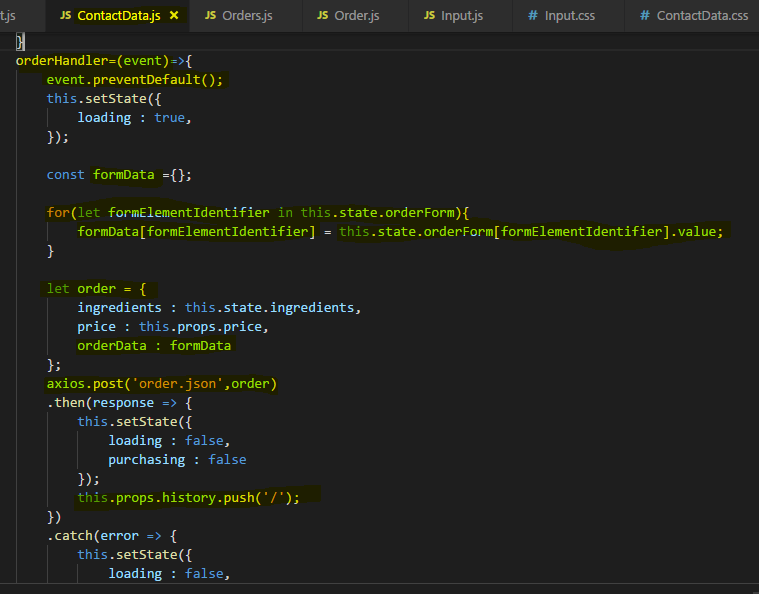 t.js JS ContactData.js × JS Orders.js JS Order.js JS Input.js # Input.css # ContactData.css
}
orderHandler=(event)=>{
event.preventDefault();
this.setState({
loading : true,
});
const formData ={};
for(let formElementIdentifier in this.state.orderForm){
formData[formElementIdentifier] = this.state.orderForm[formElementIdentifier].value;
}
let order = {
ingredients : this.state.ingredients,
price : this.props.price,
orderData : formData
};
axios.post('order.json',order)
.then(response => {
this.setState({
loading : false,
purchasing : false
});
this.props.history.push('/');
})
.catch(error => {
this.setState({
loading : false,